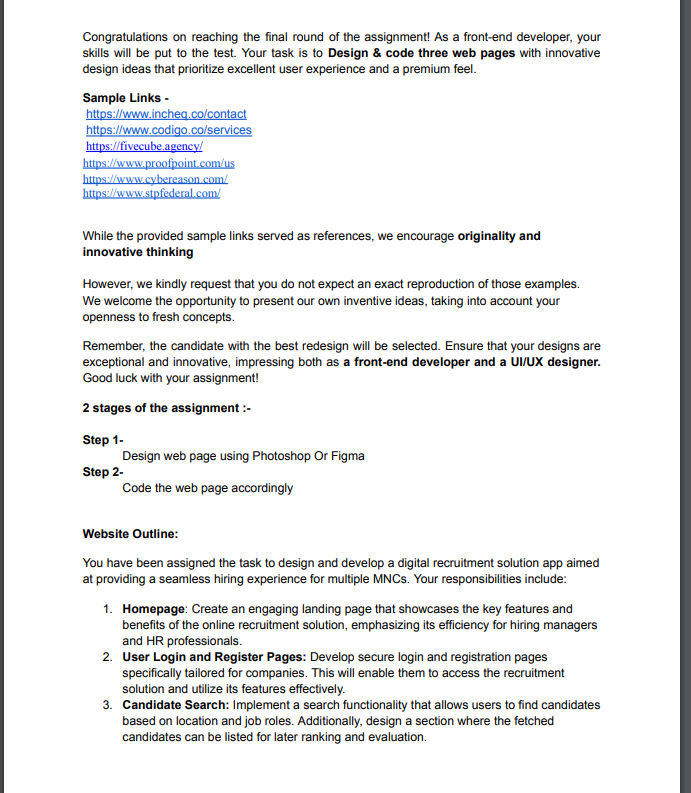 Congratulations on reaching the final round of the assignment! As a front-end developer, your
skills will be put to the test. Your task is to Design & code three web pages with innovative
design ideas that prioritize excellent user experience and a premium feel.
Sample Links -
https://www.incheq.co/contact
https://www.codigo.co/services
https://fivecube.agency/
https://www.proofpoint.com/us
https://www.cybereason.com/
https://www.stpfederal.com/
While the provided sample links served as references, we encourage originality and
innovative thinking
However, we kindly request that you do not expect an exact reproduction of those examples.
We welcome the opportunity to present our own inventive ideas, taking into account your
openness to fresh concepts.
Remember, the candidate with the best redesign will be selected. Ensure that your designs are
exceptional and innovative, impressing both as a front-end developer and a UI/UX designer.
Good luck with your assignment!
2 stages of the assignment :-
Step 1-
Design web page using Photoshop Or Figma
Step 2-
Code the web page accordingly
Website Outline:
You have been assigned the task to design and develop a digital recruitment solution app aimed
at providing a seamless hiring experience for multiple MNCs. Your responsibilities include:
1. Homepage: Create an engaging landing page that showcases the key features and
benefits of the online recruitment solution, emphasizing its efficiency for hiring managers
and HR professionals.
2. User Login and Register Pages: Develop secure login and registration pages
specifically tailored for companies. This will enable them to access the recruitment
solution and utilize its features effectively.
3. Candidate Search: Implement a search functionality that allows users to find candidates
based on location and job roles. Additionally, design a section where the fetched
candidates can be listed for later ranking and evaluation.